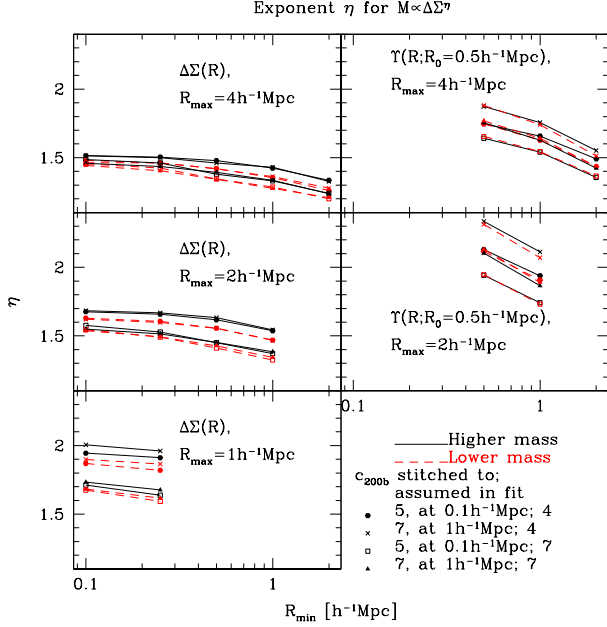 Exponent η for M∝ΔΣ^η
ΔΣ(R),
R_max=4h⁻¹Mpc
Υ(R;R₀=0.5h⁻¹Mpc),
R_max=4h⁻¹Mpc
2
1.5
ΔΣ(R),
R_max=2h⁻¹Mpc
Υ(R;R₀=0.5h⁻¹Mpc),
R_max=2h⁻¹Mpc
2
1.5
η
0.1
1
ΔΣ(R),
R_max=1h⁻¹Mpc
2
1.5
Higher mass
Lower mass
c_200b stitched to;
assumed in fit
5, at 0.1h⁻¹Mpc; 4
7, at 1h⁻¹Mpc; 4
5, at 0.1h⁻¹Mpc; 7
7, at 1h⁻¹Mpc; 7
0.1
1
R_min [h⁻¹Mpc]